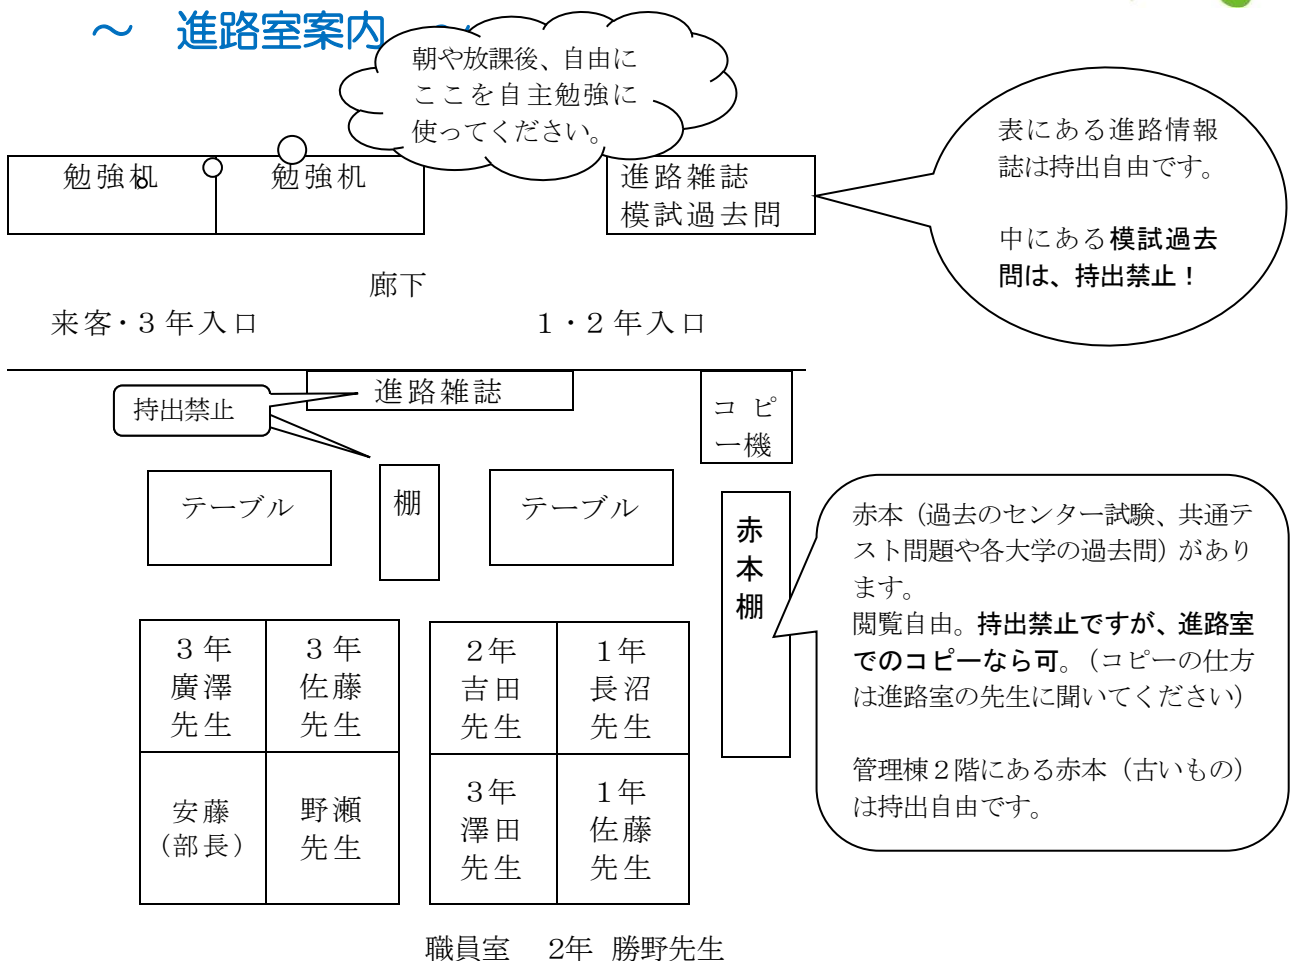 ～　進路室案内　～
朝や放課後、自由に
ここを自主勉強に
使ってください。
勉強机
勉強机
進路雑誌
模試過去問
表にある進路情報
誌は持出自由です。
中にある模試過去
問は、持出禁止！
廊下
来客・３年入口
１・２年入口
持出禁止
進路雑誌
コピ
ー機
テーブル
棚
テーブル
赤
本
棚
赤本（過去のセンター試験、共通テ
スト問題や各大学の過去問）があり
ます。
閲覧自由。持出禁止ですが、進路室
でのコピーなら可。（コピーの仕方
は進路室の先生に聞いてください）
管理棟２階にある赤本（古いもの）
は持出自由です。
３年
廣澤
先生
３年
佐藤
先生
２年
吉田
先生
１年
長沼
先生
安藤
（部長）
野瀬
先生
３年
澤田
先生
１年
佐藤
先生
職員室　２年　勝野先生